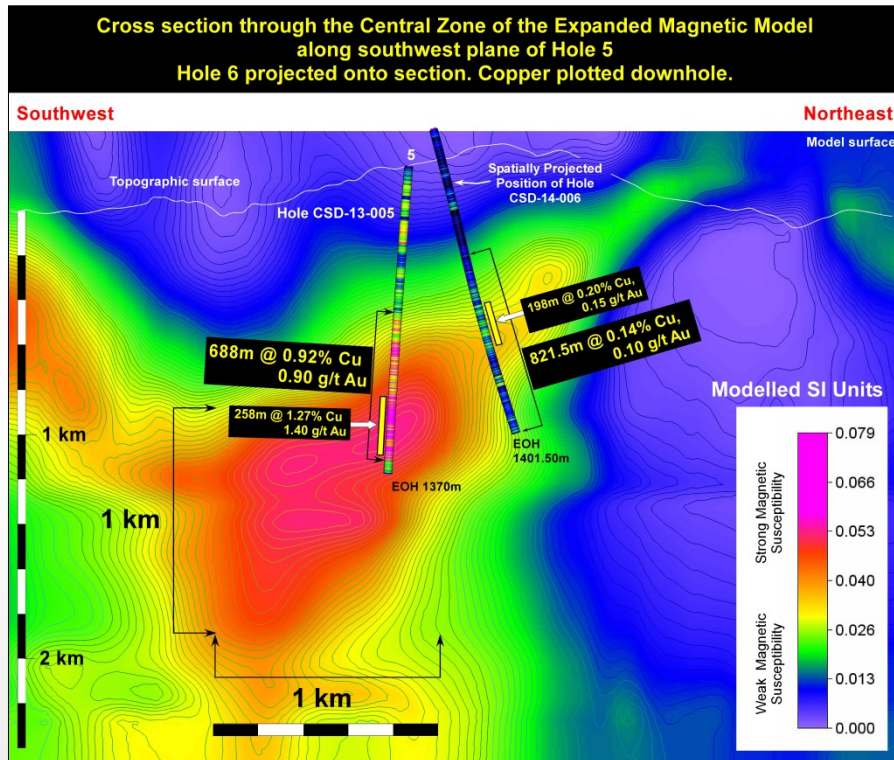 Cross section through the Central Zone of the Expanded Magnetic Model
along southwest plane of Hole 5
Hole 6 projected onto section. Copper plotted downhole.
Southwest
Northeast
Model surface
5
Topographic surface
Spatially Projected
Position of Hole
CSD-14-006
Hole CSD-13-005
198m @ 0.20% Cu,
0.15 g/t Au
821.5m @ 0.14% Cu,
0.10 g/t Au
688m @ 0.92% Cu
0.90 g/t Au
258m @ 1.27% Cu
1.40 g/t Au
EOH
1401.50m
EOH 1370m
1 km
1 km
2 km
1 km
Modelled SI Units
Strong Magnetic
Susceptibility
Weak Magnetic
Susceptibility
0.079
0.066
0.053
0.040
0.026
0.013
0.000